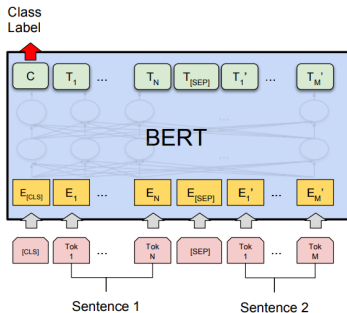 Class
Label
C T1 ... TN T[SEP] T1' ... TM'
...
BERT
...
E[CLS] E1 ... EN E[SEP] E1' ... EM'
[CLS] Tok 1 ... Tok N [SEP] Tok 1 ... Tok M
Sentence 1 Sentence 2